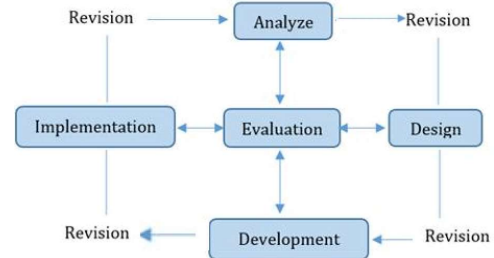 Revision
Analyze
Revision
Implementation
Evaluation
Design
Revision
Development
Revision